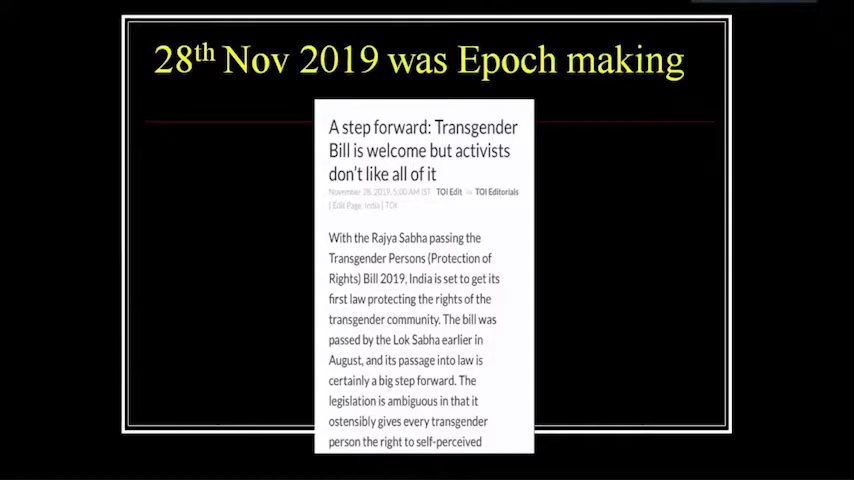 28th Nov 2019 was Epoch making
A step forward: Transgender
Bill is welcome but activists
don't like all of it
November 28, 2019, 5:00 AM IST TOI Edit in TOI Editorials
| Edit Page, India | TOI
With the Rajya Sabha passing the
Transgender Persons (Protection of
Rights) Bill 2019, India is set to get its
first law protecting the rights of the
transgender community. The bill was
passed by the Lok Sabha earlier in
August, and its passage into law is
certainly a big step forward. The
legislation is ambiguous in that it
ostensibly gives every transgender
person the right to self-perceived